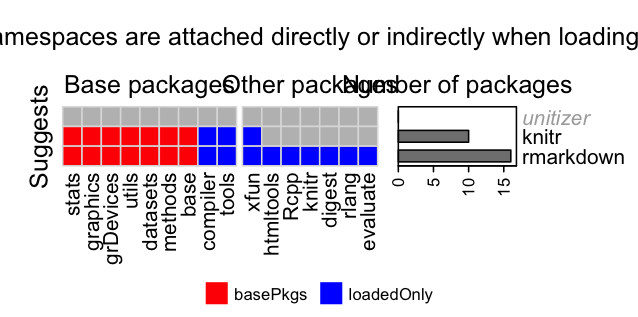 amespaces are attached directly or indirectly when loading
Base packages
Other packages
Number of packages
Suggests
unitizer
knitr
rmarkdown
0
5
10
15
stats
graphics
grDevices
utils
datasets
methods
base
compiler
tools
xfun
htmltools
Rcpp
knitr
digest
rlang
evaluate
basePkgs
loadedOnly